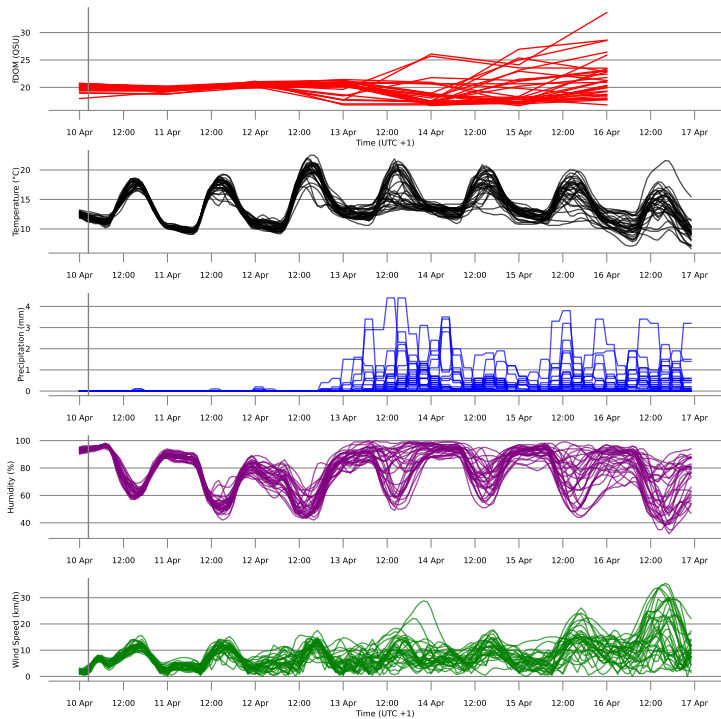 30
25
20
fDOM (QSU)
10 Apr 12:00 11 Apr 12:00 12 Apr 12:00 13 Apr 12:00 14 Apr 12:00 15 Apr 12:00 16 Apr 12:00 17 Apr
Time (UTC +1)
20
15
10
Temperature (°C)
10 Apr 12:00 11 Apr 12:00 12 Apr 12:00 13 Apr 12:00 14 Apr 12:00 15 Apr 12:00 16 Apr 12:00 17 Apr
4
3
2
1
0
Precipitation (mm)
10 Apr 12:00 11 Apr 12:00 12 Apr 12:00 13 Apr 12:00 14 Apr 12:00 15 Apr 12:00 16 Apr 12:00 17 Apr
100
80
60
40
Humidity (%)
10 Apr 12:00 11 Apr 12:00 12 Apr 12:00 13 Apr 12:00 14 Apr 12:00 15 Apr 12:00 16 Apr 12:00 17 Apr
30
20
10
0
Wind Speed (km/h)
10 Apr 12:00 11 Apr 12:00 12 Apr 12:00 13 Apr 12:00 14 Apr 12:00 15 Apr 12:00 16 Apr 12:00 17 Apr
Time (UTC +1)